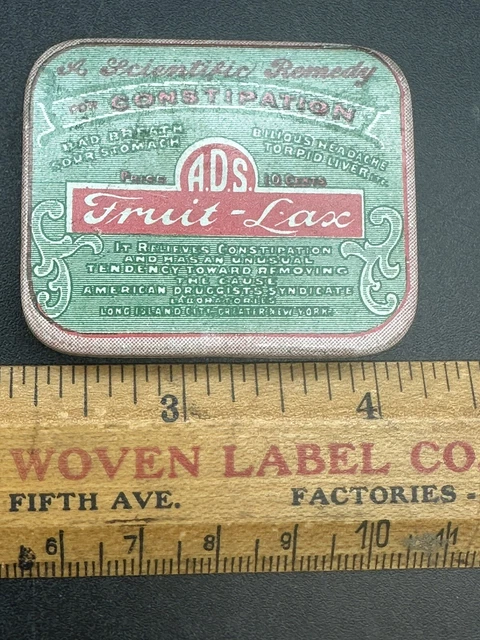 A Scientific Remedy
FOR CONSTIPATION
BAD BREATH
SOUR STOMACH
BILIOUS HEADACHE
TORPID LIVER ETC.
PRICE A.D.S. 10 CENTS
Fruit-Lax
IT RELIEVES CONSTIPATION
AND HAS AN UNUSUAL
TENDENCY TOWARD REMOVING
THE CAUSE
AMERICAN DRUGGISTS SYNDICATE
LABORATORIES
LONG ISLAND CITY-GREATER NEW YORK
3 4
WOVEN LABEL CO.
FIFTH AVE. FACTORIES -
6 7 8 9 10 11